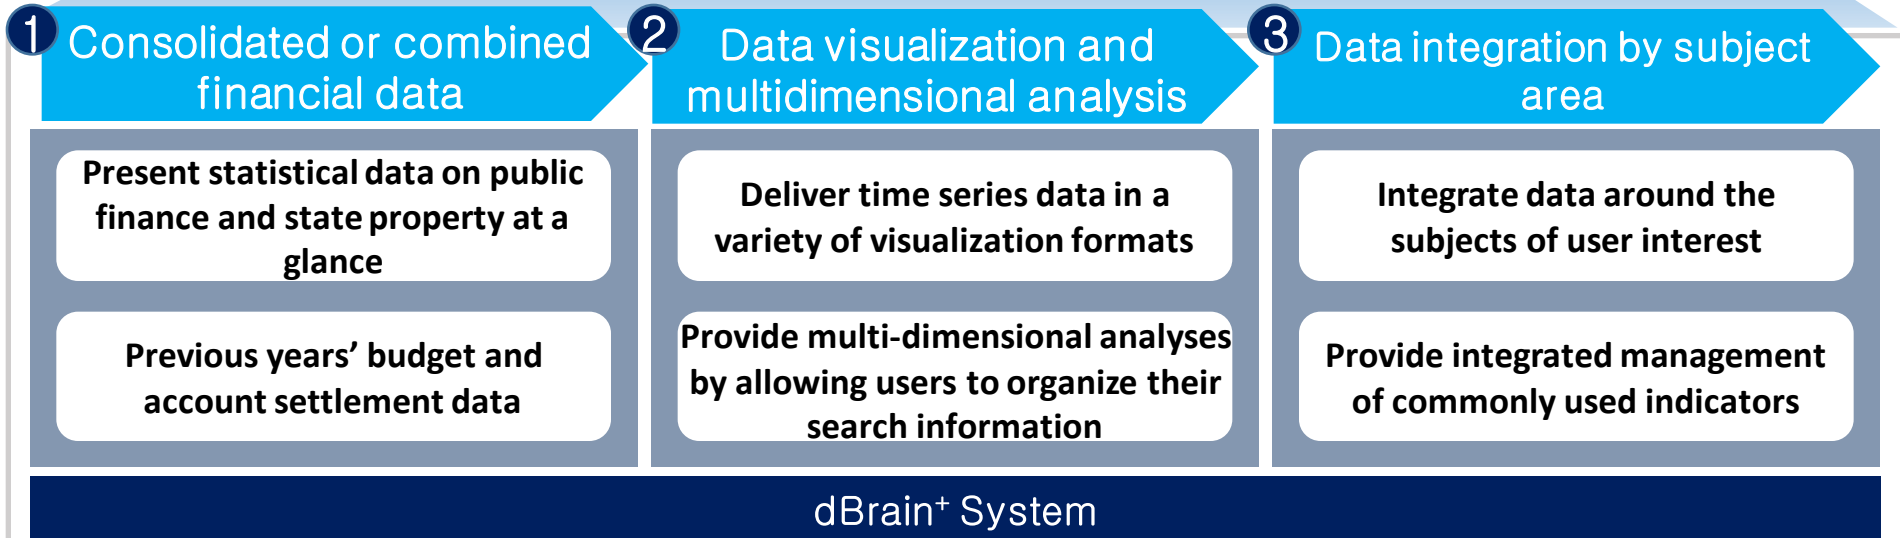 1
Consolidated or combined
financial data
Present statistical data on public
finance and state property at a
glance
Previous years’ budget and
account settlement data
2
Data visualization and
multidimensional analysis
Deliver time series data in a
variety of visualization formats
Provide multi-dimensional analyses
by allowing users to organize their
search information
3
Data integration by subject
area
Integrate data around the
subjects of user interest
Provide integrated management
of commonly used indicators
dBrain⁺ System